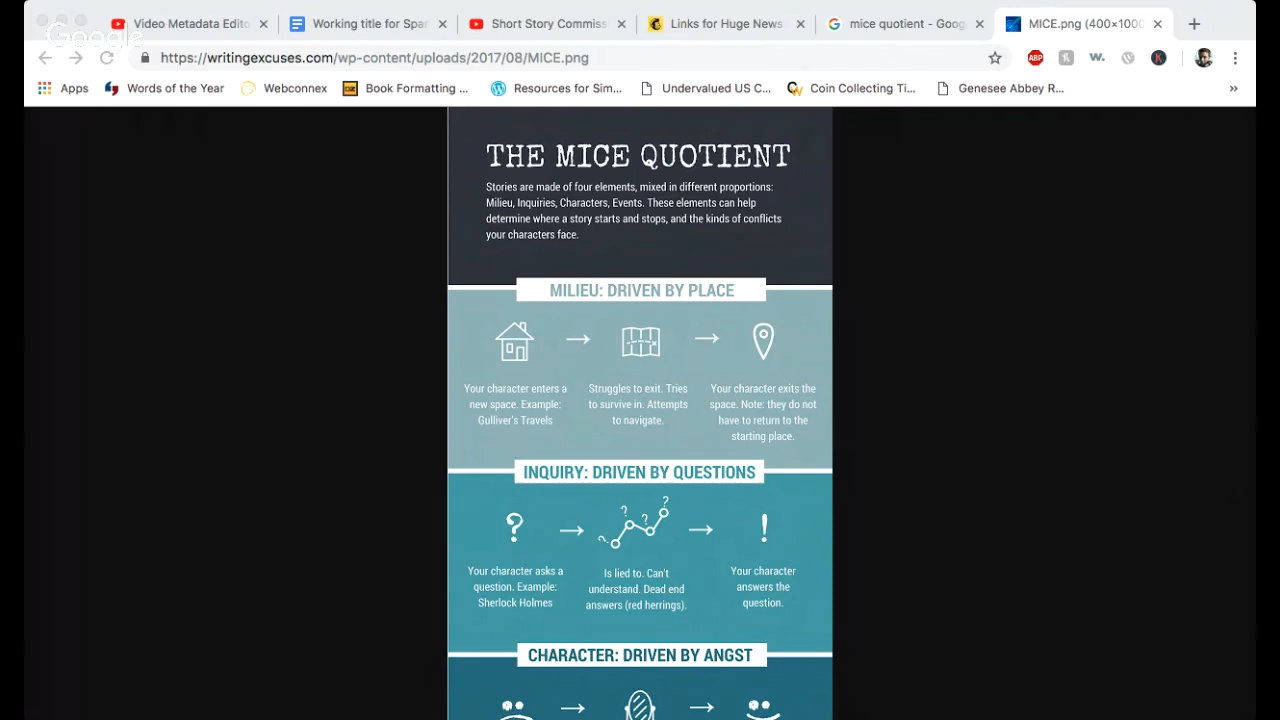 Google
Video Metadata Edito
Working title for Spar
Short Story Commiss
Links for Huge News
mice quotient - Goog
MICE.png (400×1000
https://writingexcuses.com/wp-content/uploads/2017/08/MICE.png
ABP
w.
K
Apps
Words of the Year
Webconnex
Book Formatting ...
Resources for Sim...
Undervalued US C...
Coin Collecting Ti...
Genesee Abbey R...
»
THE MICE QUOTIENT
Stories are made of four elements, mixed in different proportions:
Milieu, Inquiries, Characters, Events. These elements can help
determine where a story starts and stops, and the kinds of conflicts
your characters face.
MILIEU: DRIVEN BY PLACE
Your character enters a
new space. Example:
Gulliver's Travels
Struggles to exit. Tries
to survive in. Attempts
to navigate.
Your character exits the
space. Note: they do not
have to return to the
starting place.
INQUIRY: DRIVEN BY QUESTIONS
?
? ? ? ?
!
Your character asks a
question. Example:
Sherlock Holmes
Is lied to. Can't
understand. Dead end
answers (red herrings).
Your character
answers the
question.
CHARACTER: DRIVEN BY ANGST